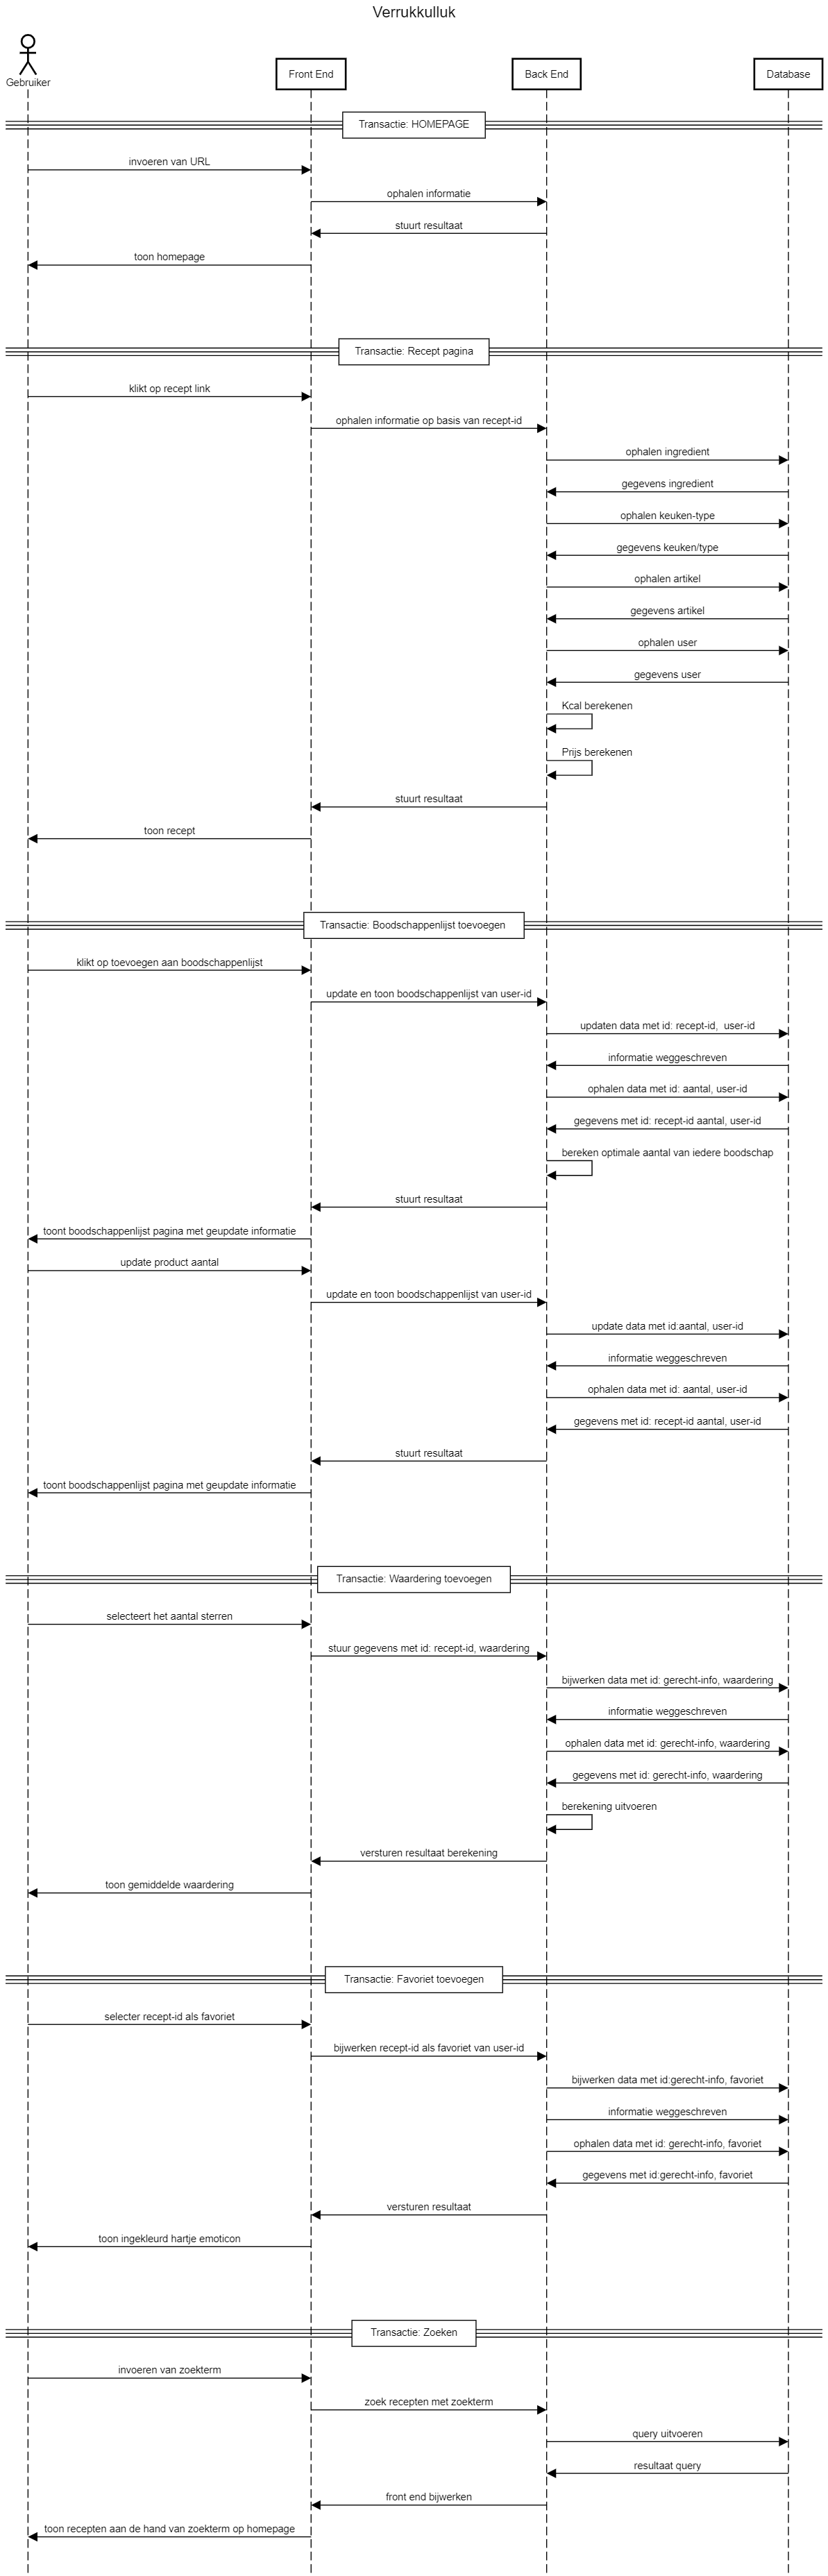 Verrukkulluk
Gebruiker
Front End
Back End
Database
Transactie: HOMEPAGE
invoeren van URL
ophalen informatie
stuurt resultaat
toon homepage
Transactie: Recept pagina
klikt op recept link
ophalen informatie op basis van recept-id
ophalen ingredient
gegevens ingredient
ophalen keuken-type
gegevens keuken/type
ophalen artikel
gegevens artikel
ophalen user
gegevens user
Kcal berekenen
Prijs berekenen
stuurt resultaat
toon recept
Transactie: Boodschappenlijst toevoegen
klikt op toevoegen aan boodschappenlijst
update en toon boodschappenlijst van user-id
updaten data met id: recept-id,  user-id
informatie weggeschreven
ophalen data met id: aantal, user-id
gegevens met id: recept-id aantal, user-id
bereken optimale aantal van iedere boodschap
stuurt resultaat
toont boodschappenlijst pagina met geupdate informatie
update product aantal
update en toon boodschappenlijst van user-id
update data met id:aantal, user-id
informatie weggeschreven
ophalen data met id: aantal, user-id
gegevens met id: recept-id aantal, user-id
stuurt resultaat
toont boodschappenlijst pagina met geupdate informatie
Transactie: Waardering toevoegen
selecteert het aantal sterren
stuur gegevens met id: recept-id, waardering
bijwerken data met id: gerecht-info, waardering
informatie weggeschreven
ophalen data met id: gerecht-info, waardering
gegevens met id: gerecht-info, waardering
berekening uitvoeren
versturen resultaat berekening
toon gemiddelde waardering
Transactie: Favoriet toevoegen
selecter recept-id als favoriet
bijwerken recept-id als favoriet van user-id
bijwerken data met id:gerecht-info, favoriet
informatie weggeschreven
ophalen data met id: gerecht-info, favoriet
gegevens met id:gerecht-info, favoriet
versturen resultaat
toon ingekleurd hartje emoticon
Transactie: Zoeken
invoeren van zoekterm
zoek recepten met zoekterm
query uitvoeren
resultaat query
front end bijwerken
toon recepten aan de hand van zoekterm op homepage